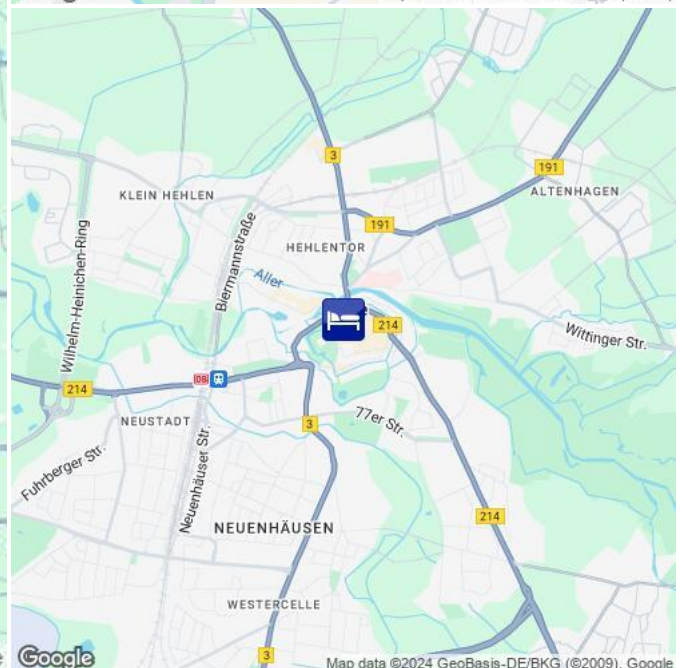 3
191
KLEIN HEHLEN
ALTENHAGEN
191
HEHLENTOR
Biermannstraße
Wilhelm-Heinichen-Ring
Aller
214
Wittinger Str.
DB
214
3
77er Str.
NEUSTADT
Fuhrberger Str.
Neuenhäuser Str.
214
NEUENHÄUSEN
WESTERCELLE
3
Google
Map data ©2024 GeoBasis-DE/BKG (©2009), Google